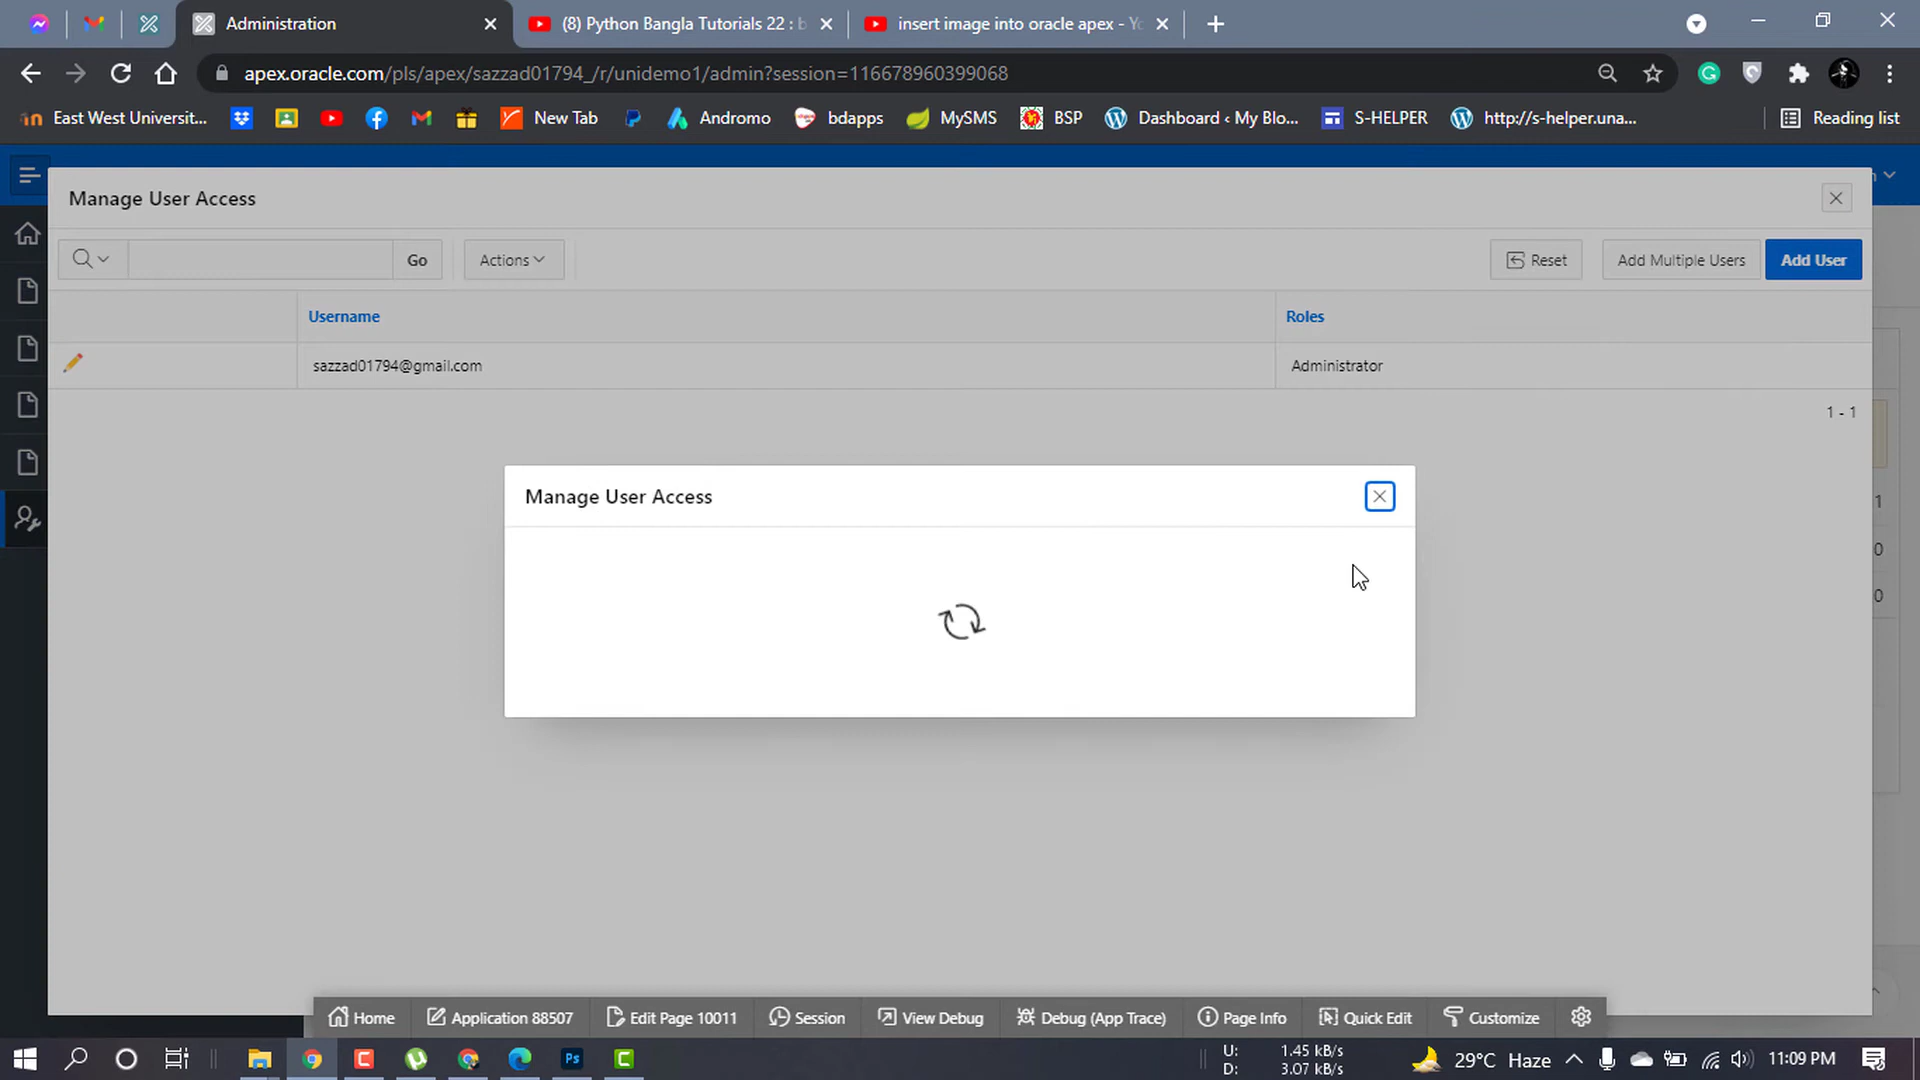 Administration
(8) Python Bangla Tutorials 22 : b
insert image into oracle apex - Yo
apex.oracle.com/pls/apex/sazzad01794_/r/unidemo1/admin?session=116678960399068
East West Universit...
New Tab
Andromo
bdapps
MySMS
BSP
Dashboard ‹ My Blo...
S-HELPER
http://s-helper.una...
Reading list
Manage User Access
Go
Actions
Reset
Add Multiple Users
Add User
Username
Roles
sazzad01794@gmail.com
Administrator
1 - 1
Manage User Access
1
0
0
Home
Application 88507
Edit Page 10011
Session
View Debug
Debug (App Trace)
Page Info
Quick Edit
Customize
U: 1.45 kB/s
D: 3.07 kB/s
29°C Haze
11:09 PM